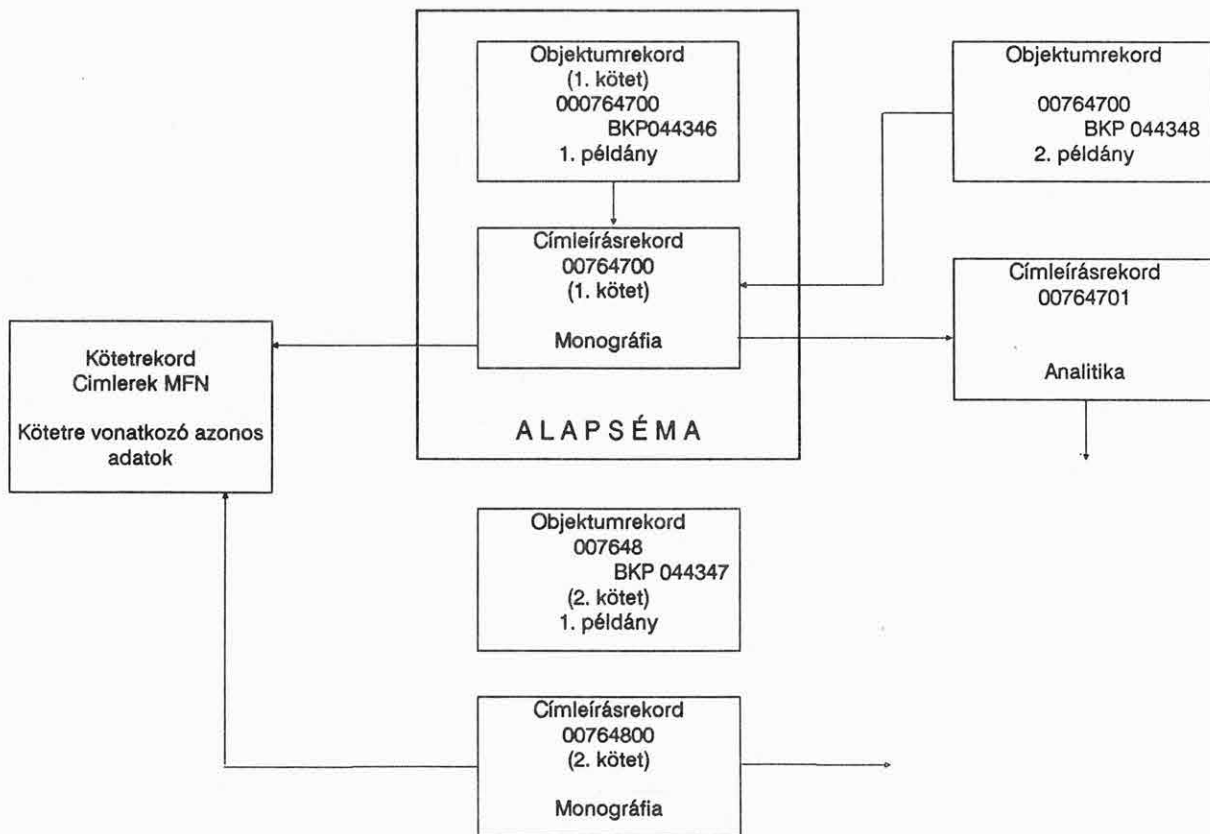 Objektumrekord
(1. kötet)
000764700
BKP044346
1. példány
Objektumrekord
00764700
BKP 044348
2. példány
Címleírásrekord
00764700
(1. kötet)
Monográfia
Címleírásrekord
00764701
Analitika
Kötetrekord
Cimlerek MFN
Kötetre vonatkozó azonos
adatok
ALAPSÉMA
Objektumrekord
007648
BKP 044347
(2. kötet)
1. példány
Címleírásrekord
00764800
(2. kötet)
Monográfia